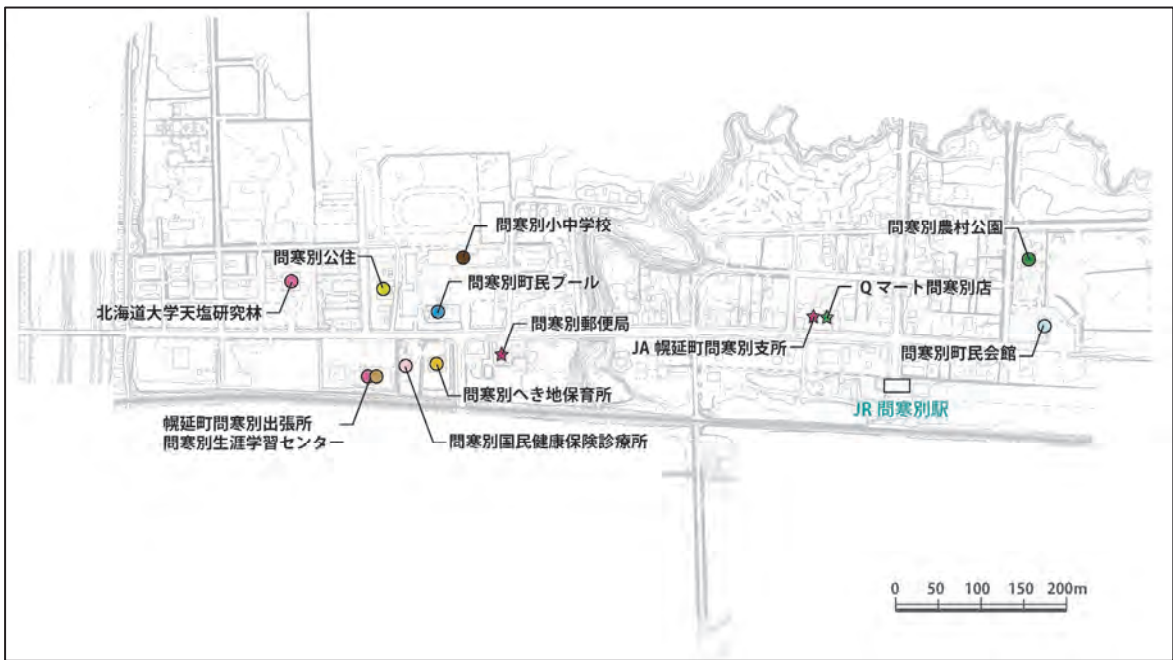 問寒別小中学校
問寒別農村公園
問寒別公住
問寒別町民プール
Qマート問寒別店
北海道大学天塩研究林
問寒別郵便局
JA 幌延町問寒別支所
問寒別町民会館
問寒別へき地保育所
JR 問寒別駅
幌延町問寒別出張所
問寒別生涯学習センタ
問寒別国民健康保険診療所
0 50 100 150 200m